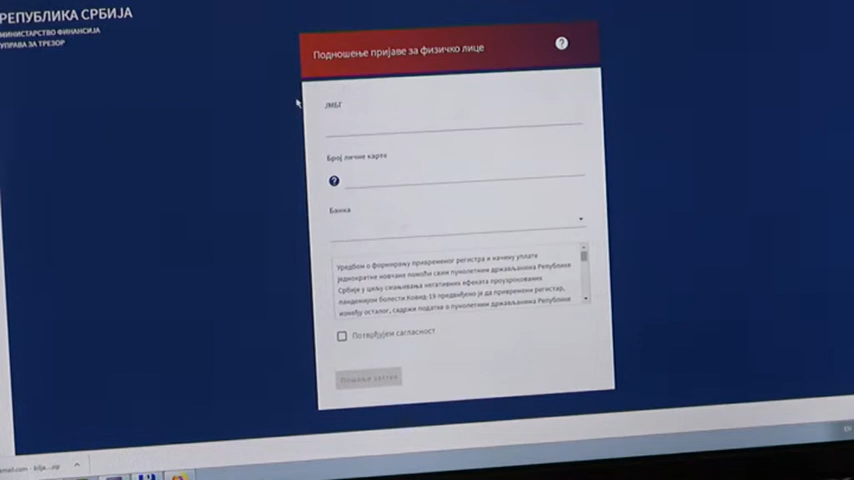 РЕПУБЛИКА СРБИЈА
МИНИСТАРСТВО ФИНАНСИЈА
УПРАВА ЗА ТРЕЗОР
Подношење пријаве за физичко лице
?
ЈМБГ
Број личне карте
?
Банка
Уредбом о формирању привременог регистра и начину уплате
једнократне новчане помоћи свим пунолетним држављанима Републике
Србије у циљу смањивања негативних ефеката проузрокованих
пандемијом болести Ковид-19 предвиђено је да привремени регистар,
између осталог, садржи податке о пунолетним држављанима Републике
Потврђујем сагласност
EN